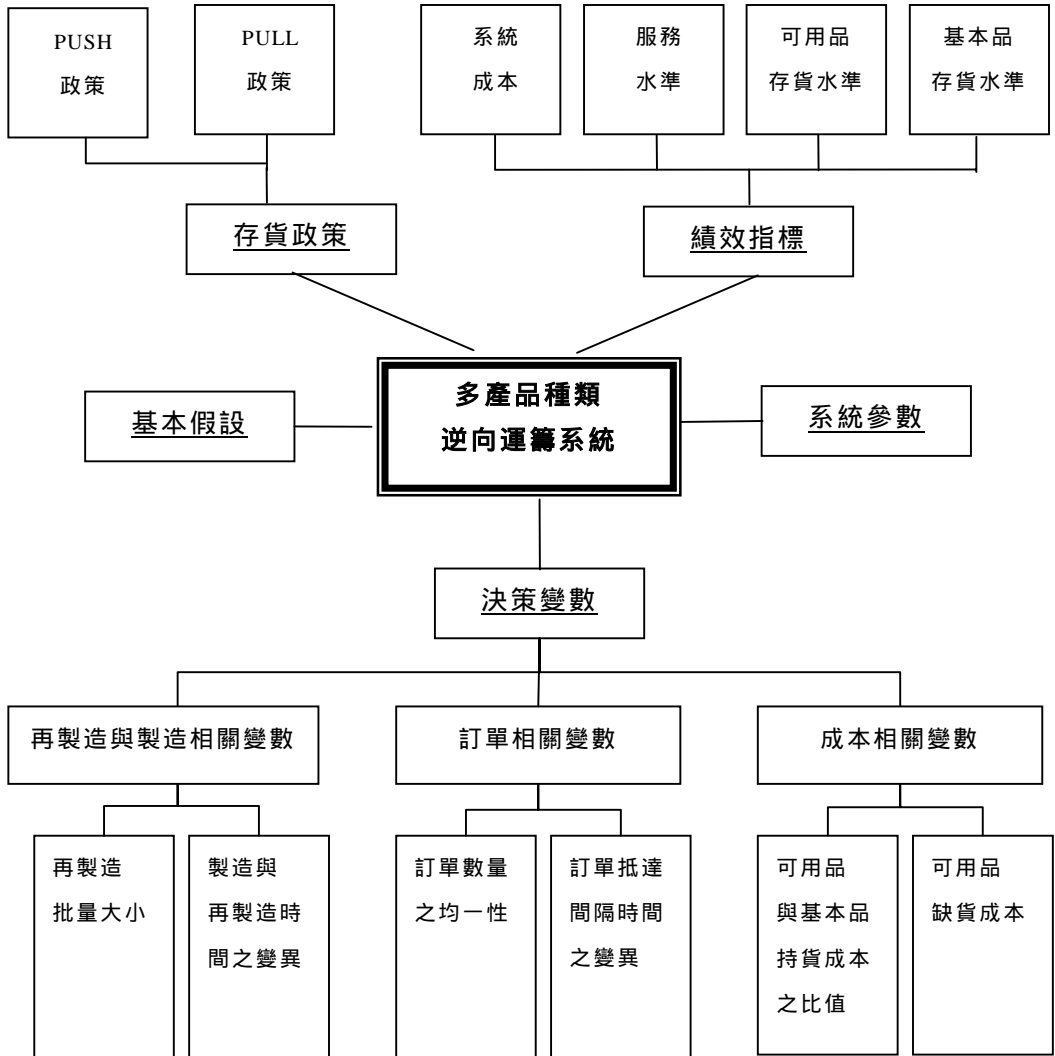 PUSH
政策
PULL
政策
系統
成本
服務
水準
可用品
存貨水準
基本品
存貨水準
存貨政策
績效指標
多產品種類
逆向運籌系統
基本假設
系統參數
決策變數
再製造與製造相關變數
訂單相關變數
成本相關變數
再製造
批量大小
製造與
再製造時
間之變異
訂單數量
之均一性
訂單抵達
間隔時間
之變異
可用品
與基本品
持貨成本
之比值
可用品
缺貨成本